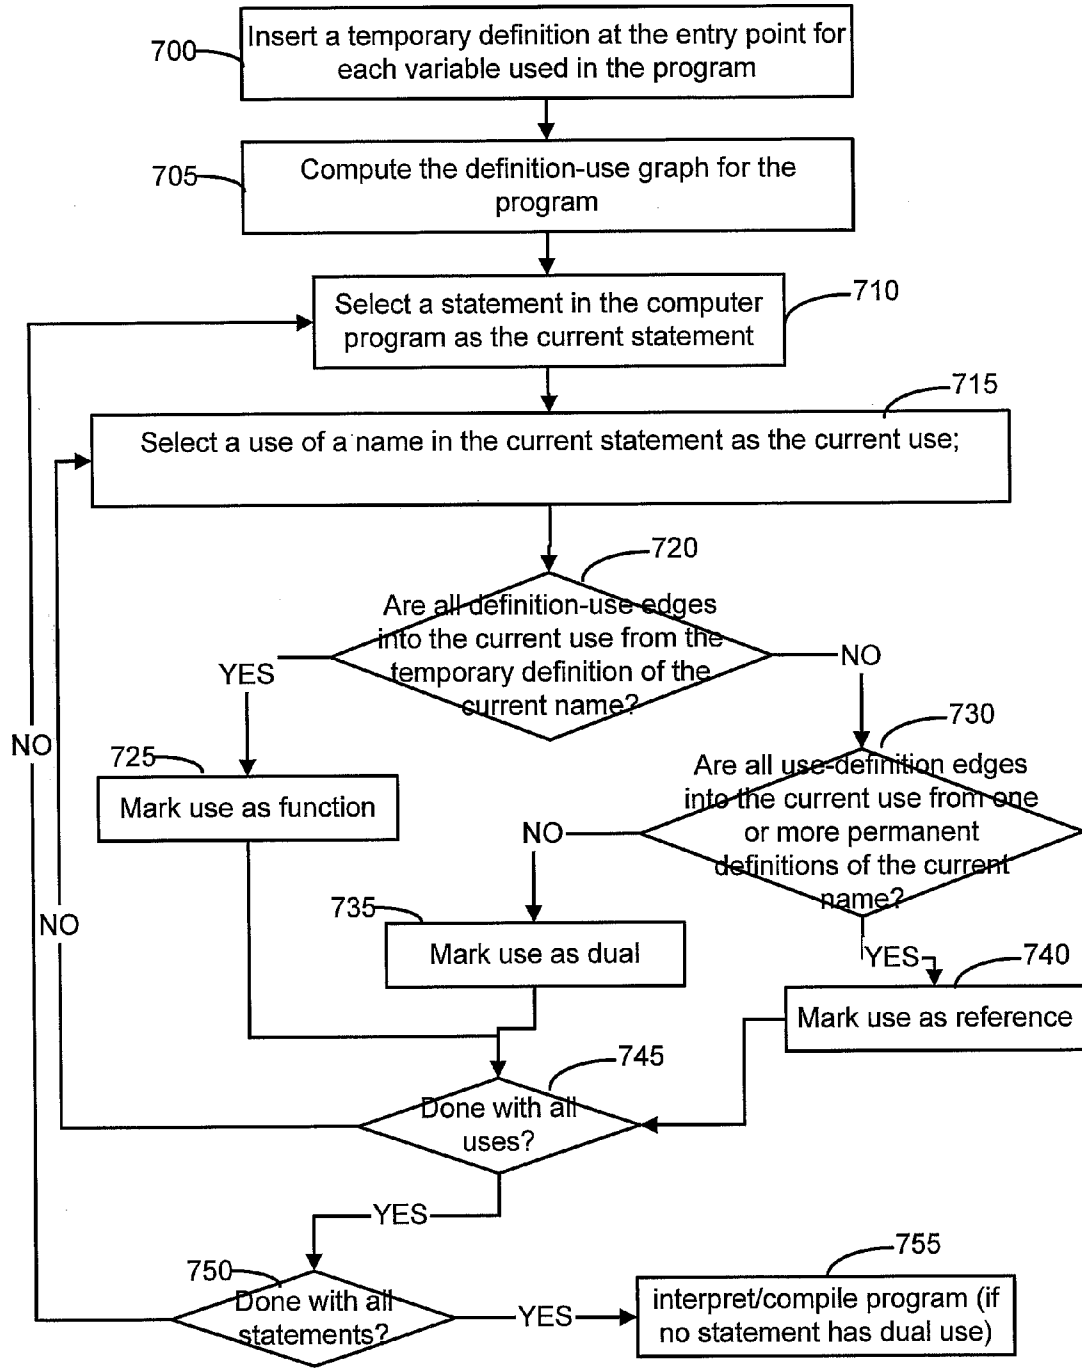 700
Insert a temporary definition at the entry point for
each variable used in the program
705
Compute the definition-use graph for the
program
710
Select a statement in the computer
program as the current statement
715
Select a use of a name in the current statement as the current use;
720
Are all definition-use edges
into the current use from the
temporary definition of the
current name?
YES
NO
725
Mark use as function
730
Are all use-definition edges
into the current use from one
or more permanent
definitions of the current
name?
NO
NO
NO
735
Mark use as dual
YES
740
Mark use as reference
745
Done with all
uses?
YES
750
Done with all
statements?
YES
755
interpret/compile program (if
no statement has dual use)